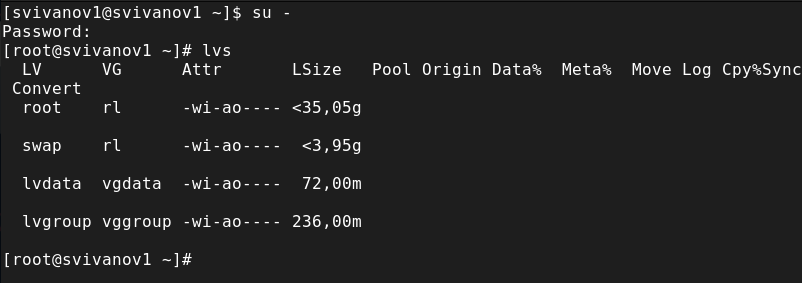 [svivanov1@svivanov1 ~]$ su -
Password:
[root@svivanov1 ~]# lvs
  LV      VG      Attr       LSize   Pool Origin Data%  Meta%  Move Log Cpy%Sync
 Convert
  root    rl      -wi-ao---- <35,05g
  swap    rl      -wi-ao----  <3,95g
  lvdata  vgdata  -wi-ao----  72,00m
  lvgroup vggroup -wi-ao---- 236,00m
[root@svivanov1 ~]#